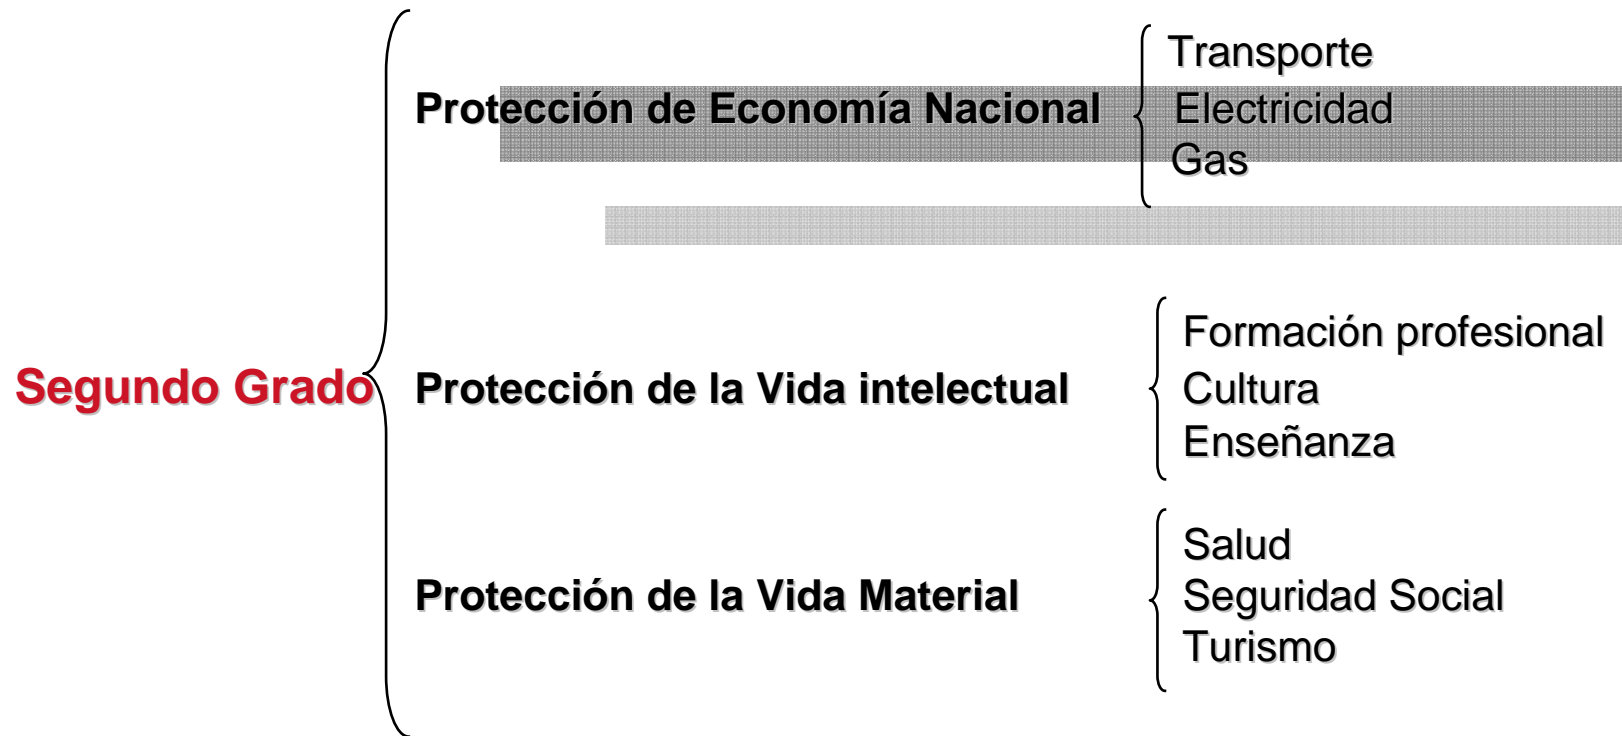 Segundo Grado
Protección de Economía Nacional
Transporte
Electricidad
Gas
Protección de la Vida intelectual
Formación profesional
Cultura
Enseñanza
Protección de la Vida Material
Salud
Seguridad Social
Turismo